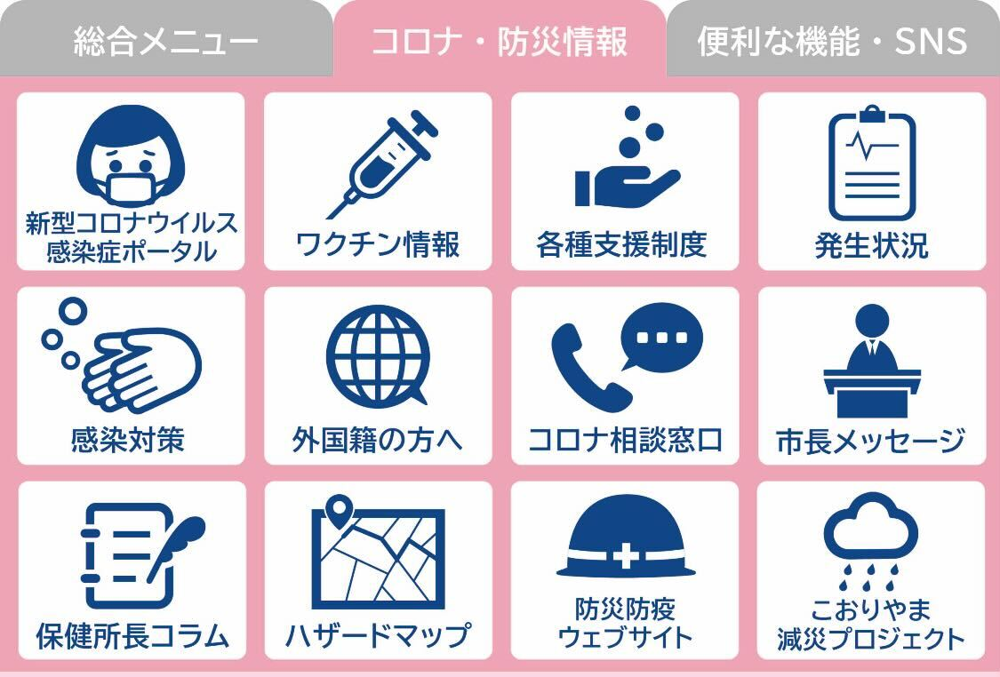 総合メニュー
コロナ・防災情報
便利な機能・SNS
新型コロナウイルス
感染症ポータル
ワクチン情報
各種支援制度
発生状況
感染対策
外国籍の方へ
コロナ相談窓口
市長メッセージ
保健所長コラム
ハザードマップ
防災防疫
ウェブサイト
こおりやま
減災プロジェクト